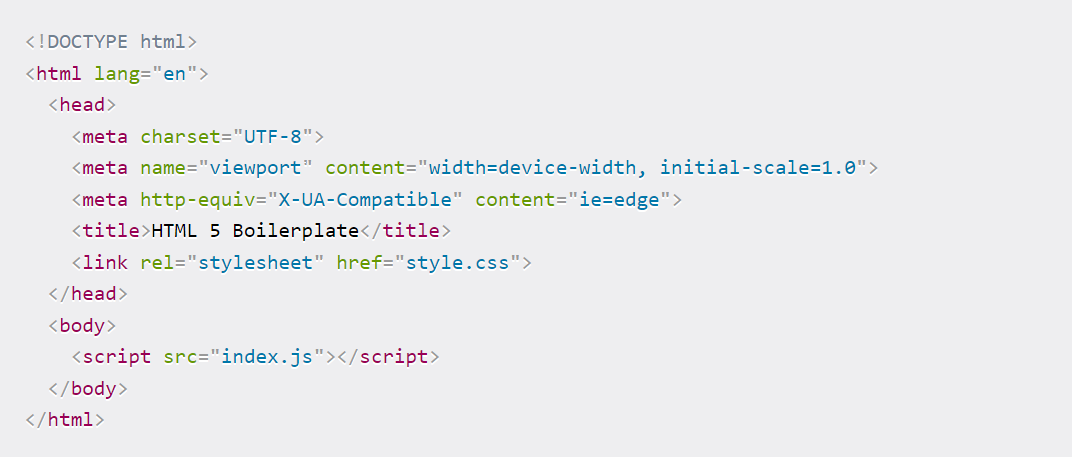 <!DOCTYPE html>
<html lang="en">
  <head>
    <meta charset="UTF-8">
    <meta name="viewport" content="width=device-width, initial-scale=1.0">
    <meta http-equiv="X-UA-Compatible" content="ie=edge">
    <title>HTML 5 Boilerplate</title>
    <link rel="stylesheet" href="style.css">
  </head>
  <body>
    <script src="index.js"></script>
  </body>
</html>